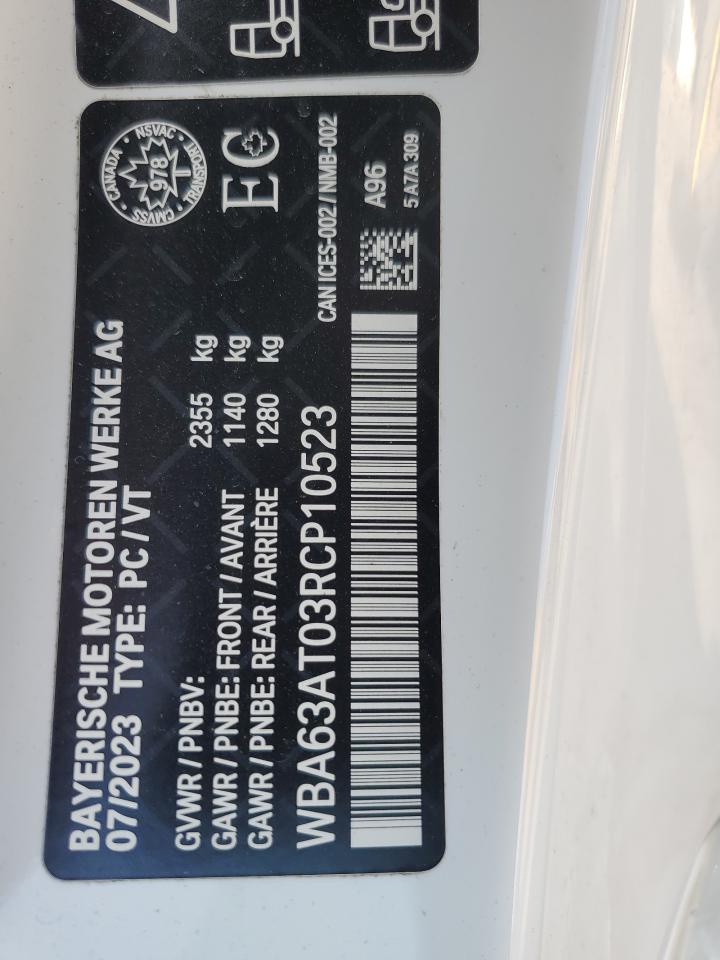 BAYERISCHE MOTOREN WERKE AG
07/2023 TYPE: PC/VT
GVWR / PNBV: 2355 kg
GAWR / PNBE: FRONT / AVANT 1140 kg
GAWR / PNBE: REAR / ARRIÈRE 1280 kg
WBA63AT03RCP10523
CANADA · NSVAC · TRANSPORT · CMVSS ·
978
EC
CAN ICES-002 / NMB-002
A96
5 A7A 309